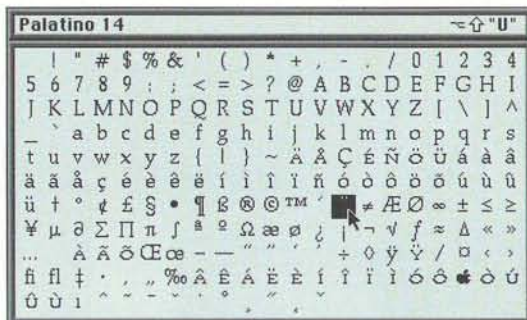 Palatino 14 ~⇧"U"
! " # $ % & ' ( ) * + , - . / 0 1 2 3 4
5 6 7 8 9 : ; < = > ? @ A B C D E F G H I
J K L M N O P Q R S T U V W X Y Z [ \ ] ^
_ ` a b c d e f g h i j k l m n o p q r s
t u v w x y z { | } ~ Ä Å Ç É Ñ Ö Ü á à â
ä ã å ç é è ê ë í ì î ï ñ ó ò ô ö õ ú ù û
ü † ° ¢ £ § • ¶ ß ® © ™ ´ ¨ ≠ Æ Ø ∞ ± ≤ ≥
¥ µ ∂ Σ Π π ∫ ª º Ω æ ø ¿ ¡ ¬ √ ƒ ≈ ∆ « »
… À Ã Õ Œ œ – — “ ” ‘ ’ ÷ ◊ ÿ Ÿ / ¤ ‹ ›
fi fl ‡ · ‚ „ ‰ Â Ê Á Ë È Í Î Ï Ì Ó Ô  Ò Ú
Û Ù ı ˆ ˜ ¯ ˘ ˙ ˚ ¸ ˝ ˛ ˇ